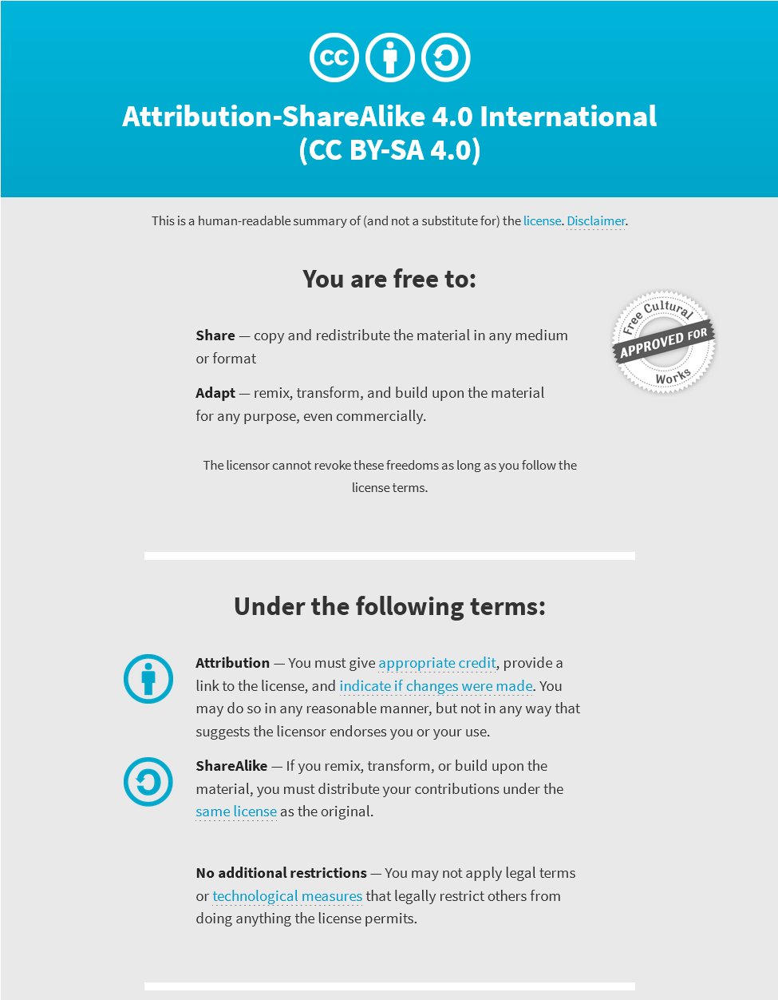 cc
Attribution-ShareAlike 4.0 International
(CC BY-SA 4.0)
This is a human-readable summary of (and not a substitute for) the license. Disclaimer.
You are free to:
Share — copy and redistribute the material in any medium
or format
Adapt — remix, transform, and build upon the material
for any purpose, even commercially.
Free Cultural
APPROVED FOR
Works
The licensor cannot revoke these freedoms as long as you follow the
license terms.
Under the following terms:
Attribution — You must give appropriate credit, provide a
link to the license, and indicate if changes were made. You
may do so in any reasonable manner, but not in any way that
suggests the licensor endorses you or your use.
ShareAlike — If you remix, transform, or build upon the
material, you must distribute your contributions under the
same license as the original.
No additional restrictions — You may not apply legal terms
or technological measures that legally restrict others from
doing anything the license permits.